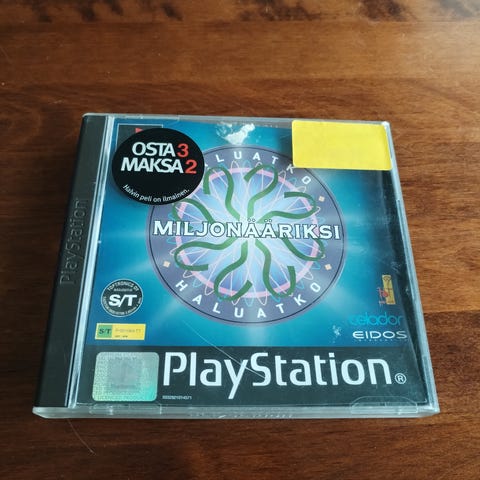 OSTA 3
MAKSA 2
Halvin peli on ilmainen.
HALUATKO
MILJONÄÄRIKSI
HALUATKO
PlayStation
S/T
S/T
celador
EIDOS
PlayStation®